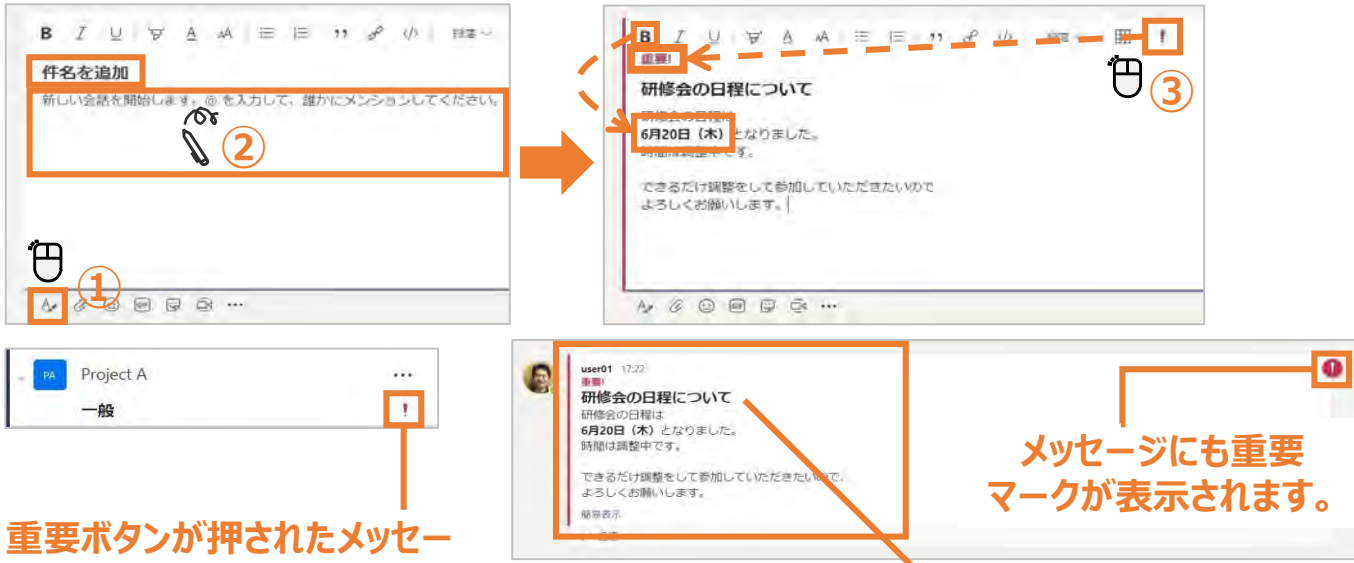 B I U A AA 段落
件名を追加
新しい会話を開始します。@ を入力して、誰かにメンションしてください。
②
①
B I U A AA 段落 !
重要!
③
研修会の日程について
研修会の日程は
6月20日(木)となりました。
時間は調整中です。
できるだけ調整をして参加していただきたいので
よろしくお願いします。
PA Project A
一般 !
重要ボタンが押されたメッセー
user01 17:22
重要!
研修会の日程について
研修会の日程は
6月20日(木)となりました。
時間は調整中です。
できるだけ調整をして参加していただきたいので、
よろしくお願いします。
簡易表示
メッセージにも重要
マークが表示されます。